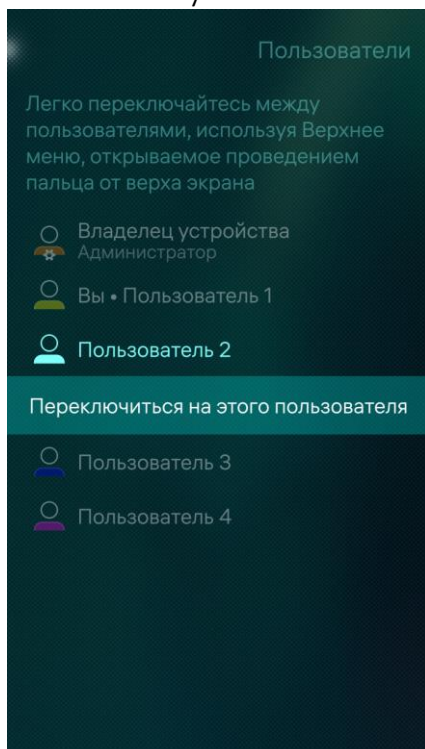 Пользователи
Легко переключайтесь между
пользователями, используя Верхнее
меню, открываемое проведением
пальца от верха экрана
Владелец устройства
Администратор
Вы • Пользователь 1
Пользователь 2
Переключиться на этого пользователя
Пользователь 3
Пользователь 4